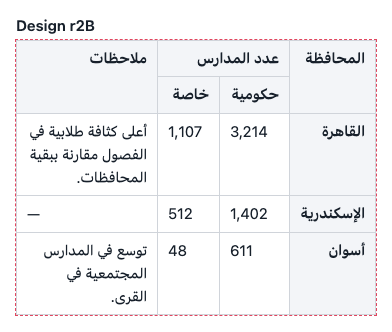 Design r2B
المحافظة عدد المدارس ملاحظات
حكومية خاصة
القاهرة 3,214 1,107 أعلى كثافة طلابية في
الفصول مقارنة ببقية
المحافظات.
الإسكندرية 1,402 512 —
أسوان 611 48 توسع في المدارس
المجتمعية في
القرى.